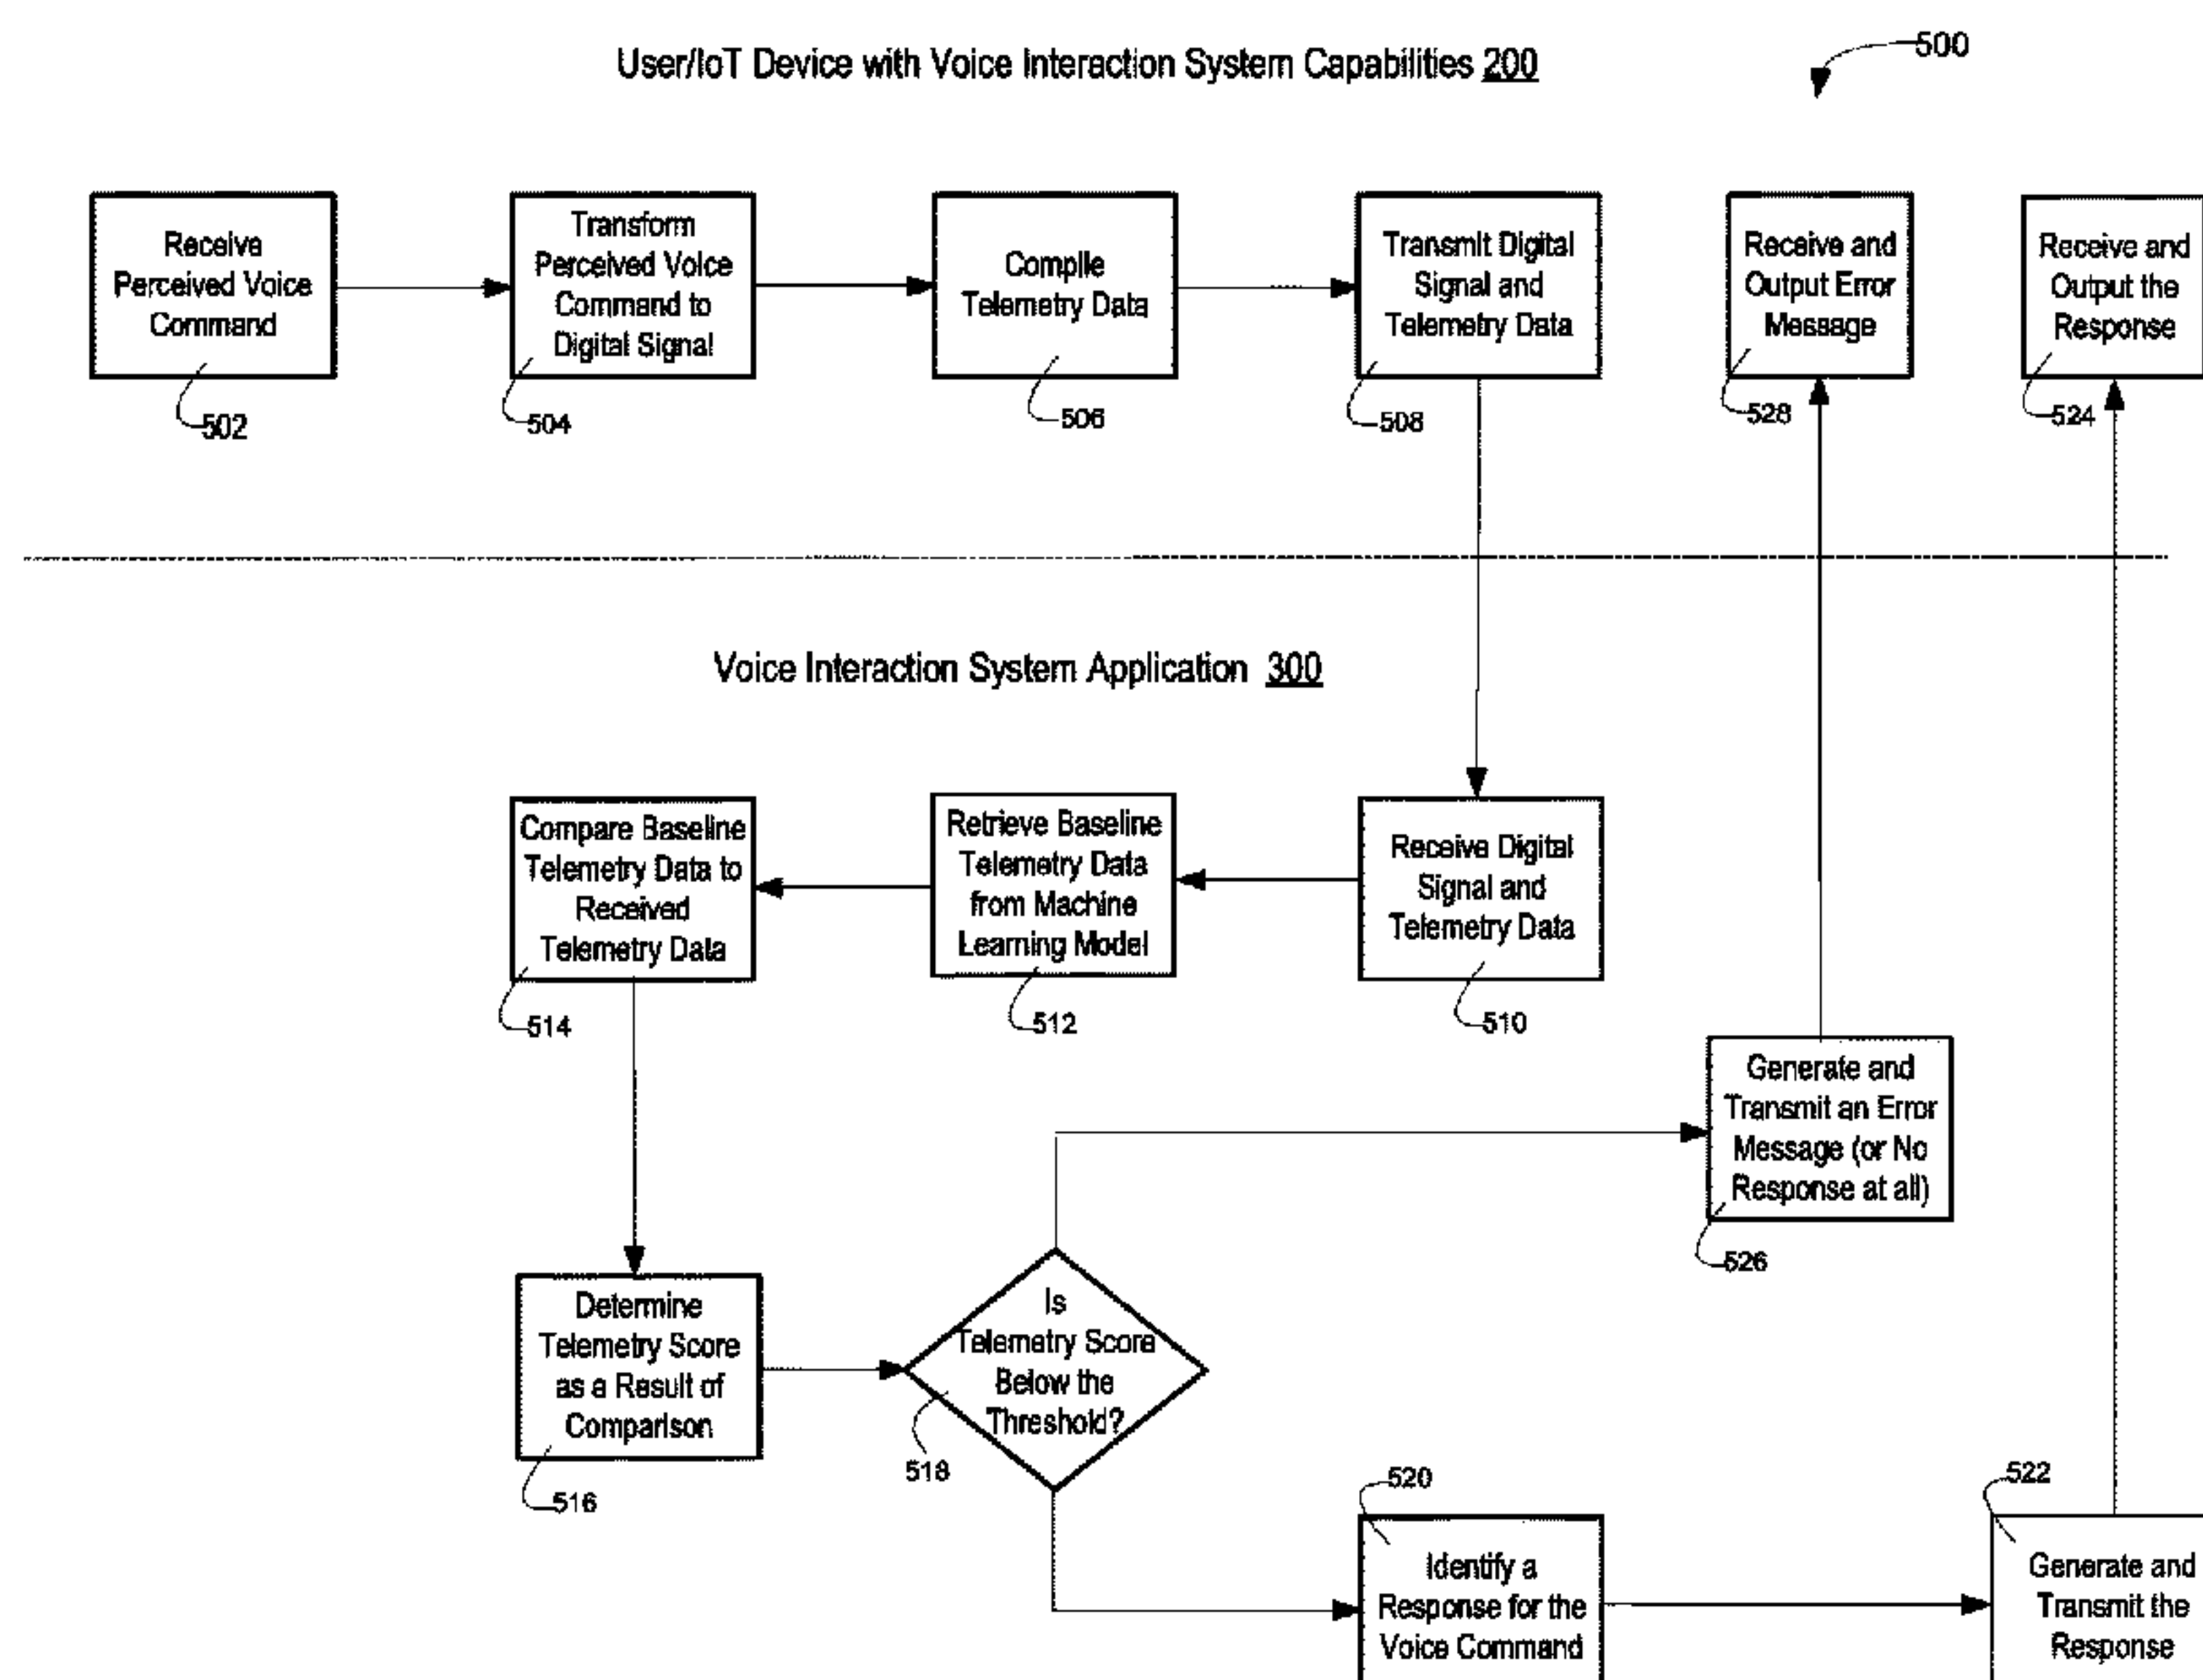 User/IoT Device with Voice Interaction System Capabilities 200
500
Receive
Perceived Voice
Command
502
Transform
Perceived Voice
Command to
Digital Signal
504
Compile
Telemetry Data
506
Transmit Digital
Signal and
Telemetry Data
508
Receive and
Output Error
Message
528
Receive and
Output the
Response
524
Voice Interaction System Application 300
Compare Baseline
Telemetry Data to
Received
Telemetry Data
514
Retrieve Baseline
Telemetry Data
from Machine
Learning Model
512
Receive Digital
Signal and
Telemetry Data
510
Generate and
Transmit an Error
Message (or No
Response at all)
526
Determine
Telemetry Score
as a Result of
Comparison
516
Is
Telemetry Score
Below the
Threshold?
518
520
Identify a
Response for the
Voice Command
522
Generate and
Transmit the
Response